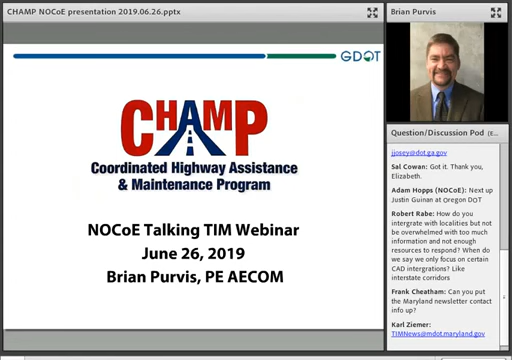 CHAMP NOCoE presentation 2019.06.26.pptx
GDOT
CHAMP
Coordinated Highway Assistance
& Maintenance Program
NOCoE Talking TIM Webinar
June 26, 2019
Brian Purvis, PE AECOM
Brian Purvis
Question/Discussion Pod (E...
jjosey@dot.ga.gov
Sal Cowan: Got it. Thank you,
Elizabeth.
Adam Hopps (NOCoE): Next up
Justin Guinan at Oregon DOT
Robert Rabe: How do you
intergrate with localities but not
be overwhelmed with too much
information and not enough
resources to respond? When do
we say we only focus on certain
CAD intergrations? Like
interstate corridors
Frank Cheatham: Can you put
the Maryland newsletter contact
info up?
Karl Ziemer:
TIMNews@mdot.maryland.gov